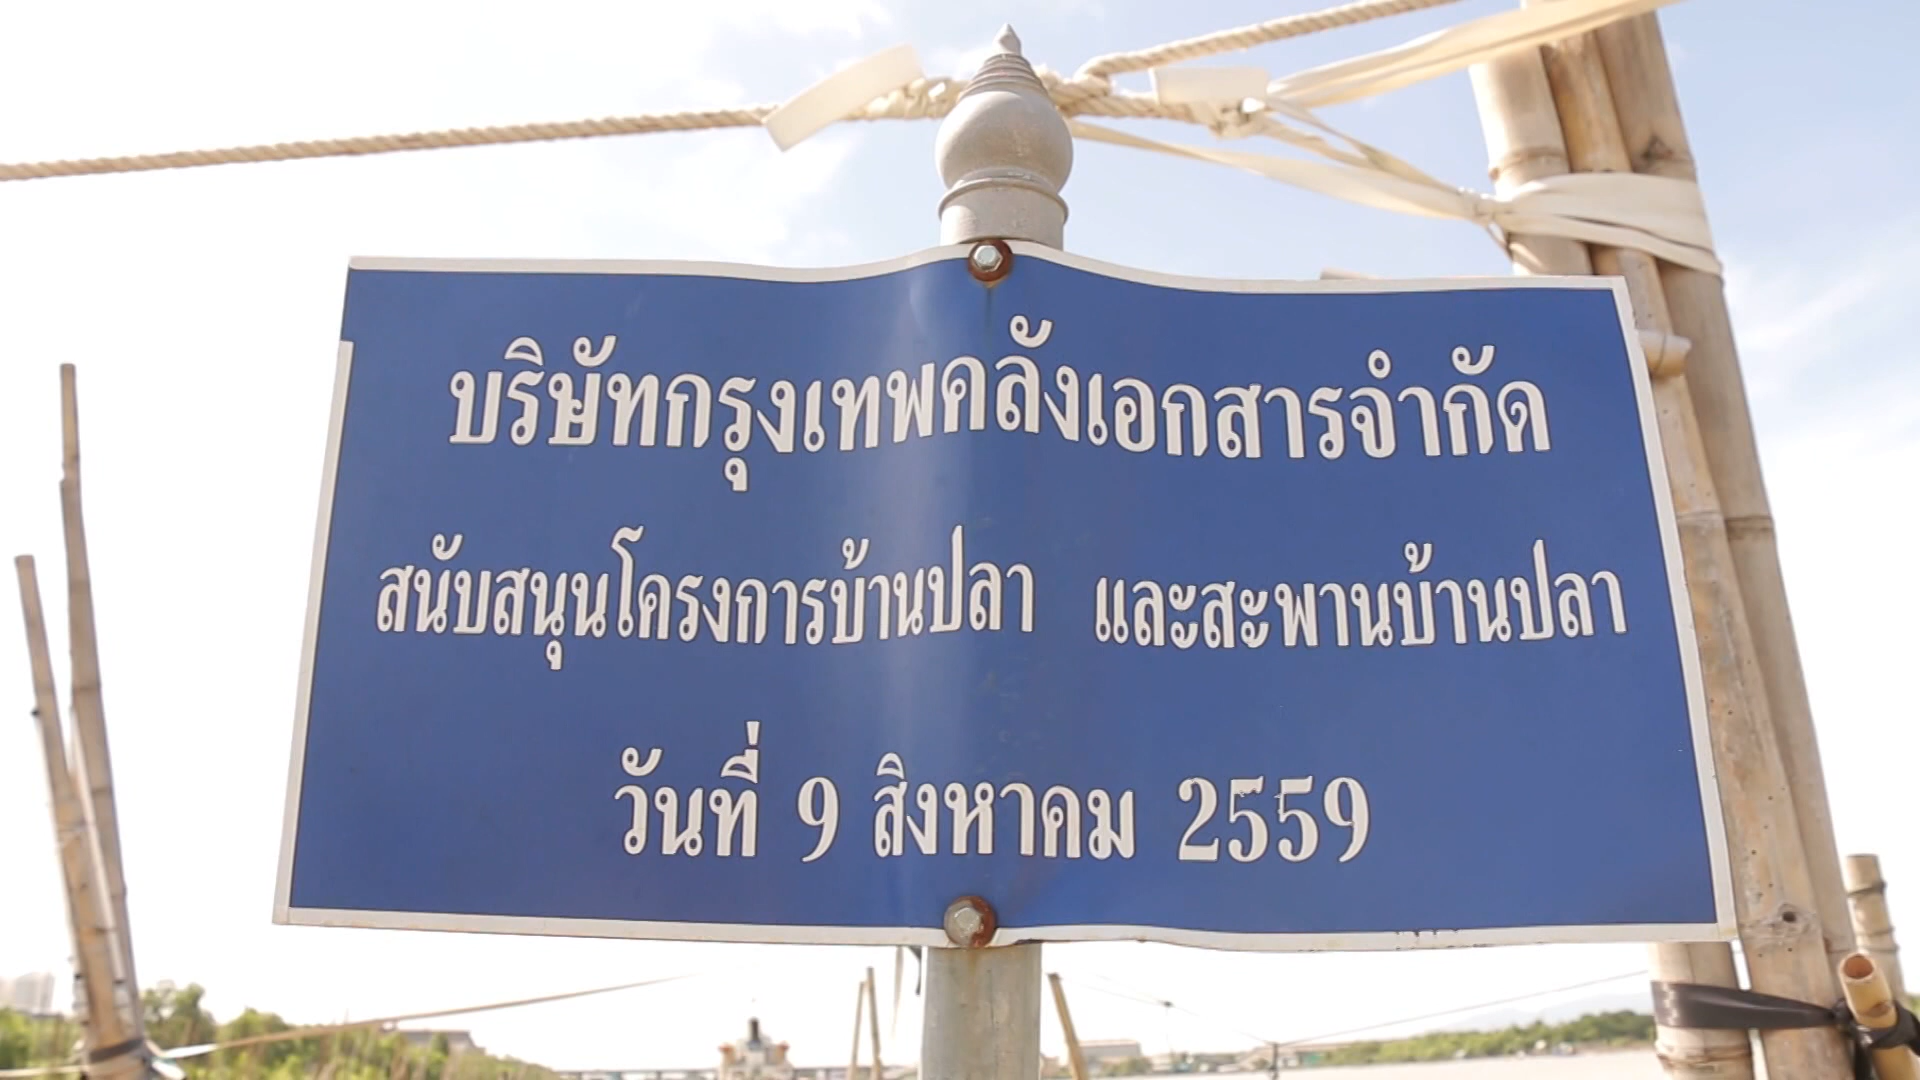 บริษัทกรุงเทพคลังเอกสารจำกัด
สนับสนุนโครงการบ้านปลา และสะพานบ้านปลา
วันที่ 9 สิงหาคม 2559